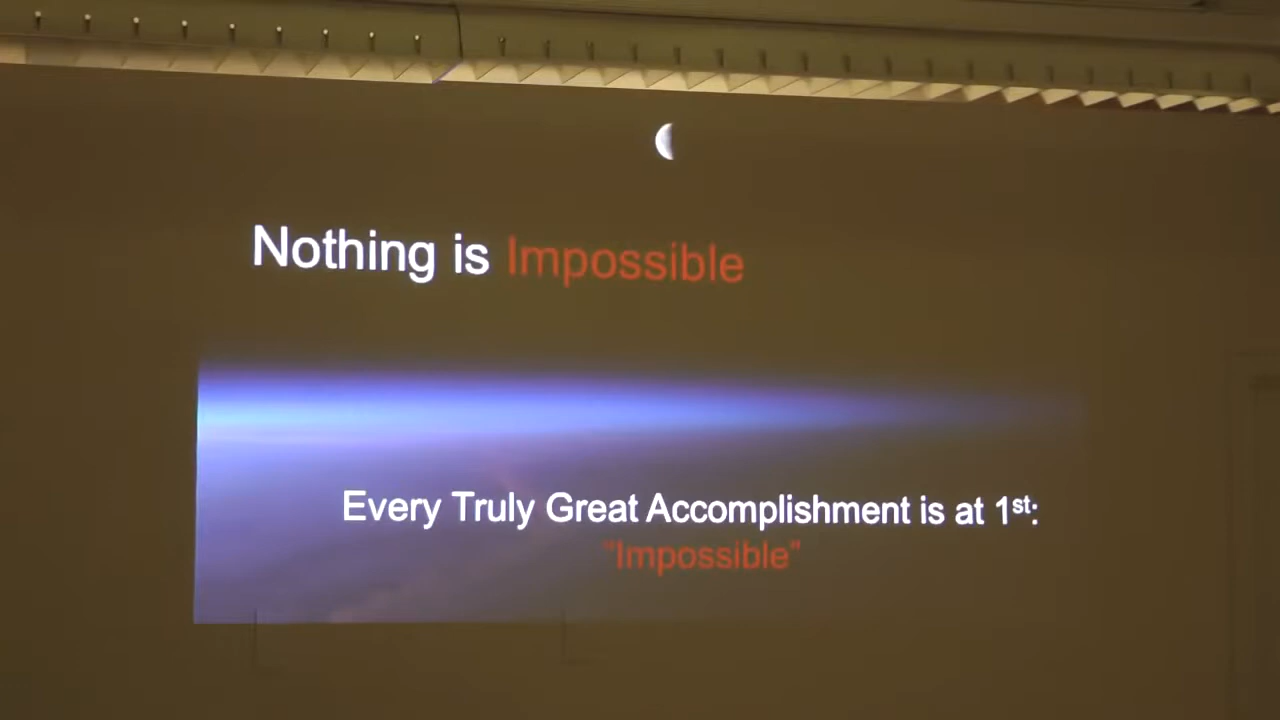 Nothing is Impossible
Every Truly Great Accomplishment is at 1st:
"Impossible"